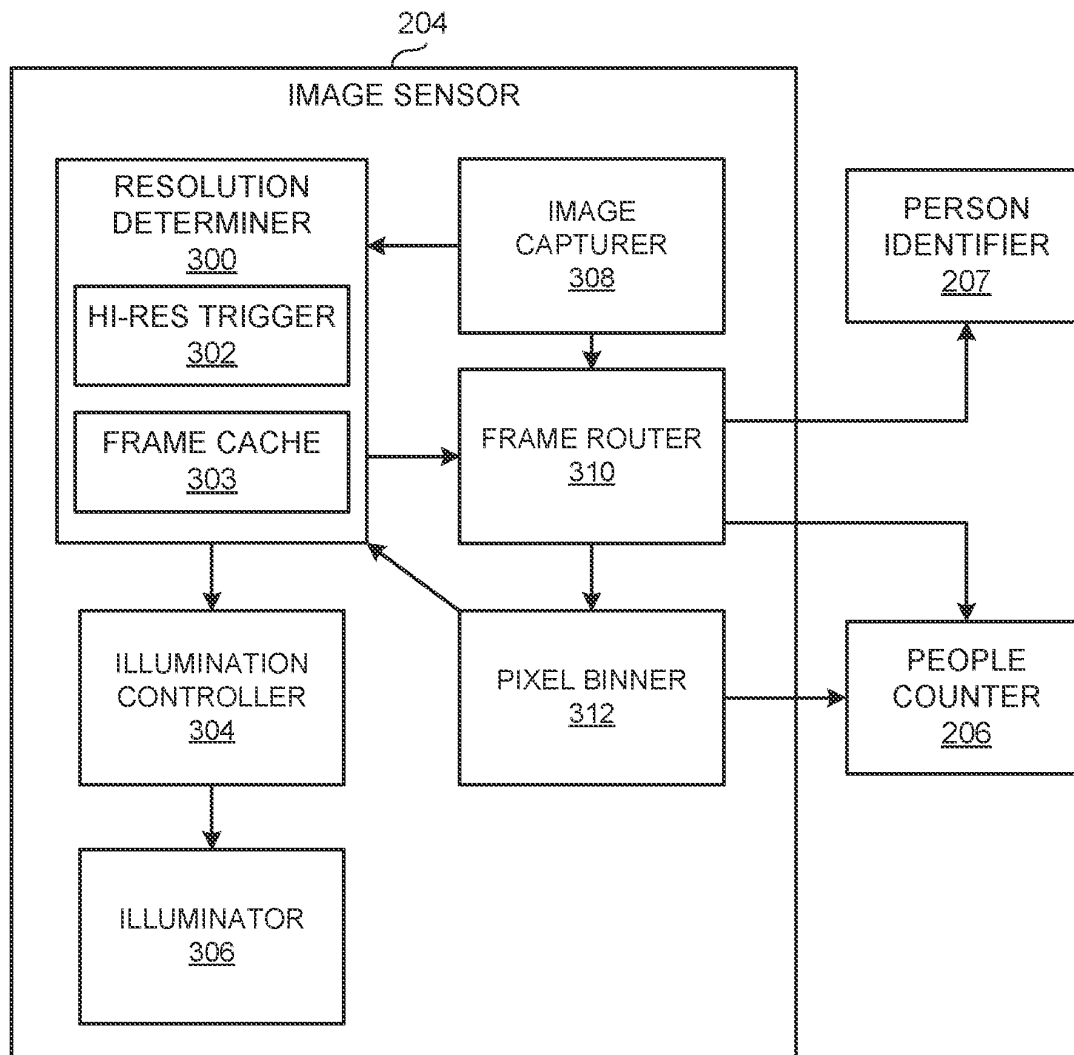 204
IMAGE SENSOR
RESOLUTION
DETERMINER
300
HI-RES TRIGGER
302
FRAME CACHE
303
IMAGE
CAPTURER
308
PERSON
IDENTIFIER
207
FRAME ROUTER
310
ILLUMINATION
CONTROLLER
304
PIXEL BINNER
312
PEOPLE
COUNTER
206
ILLUMINATOR
306